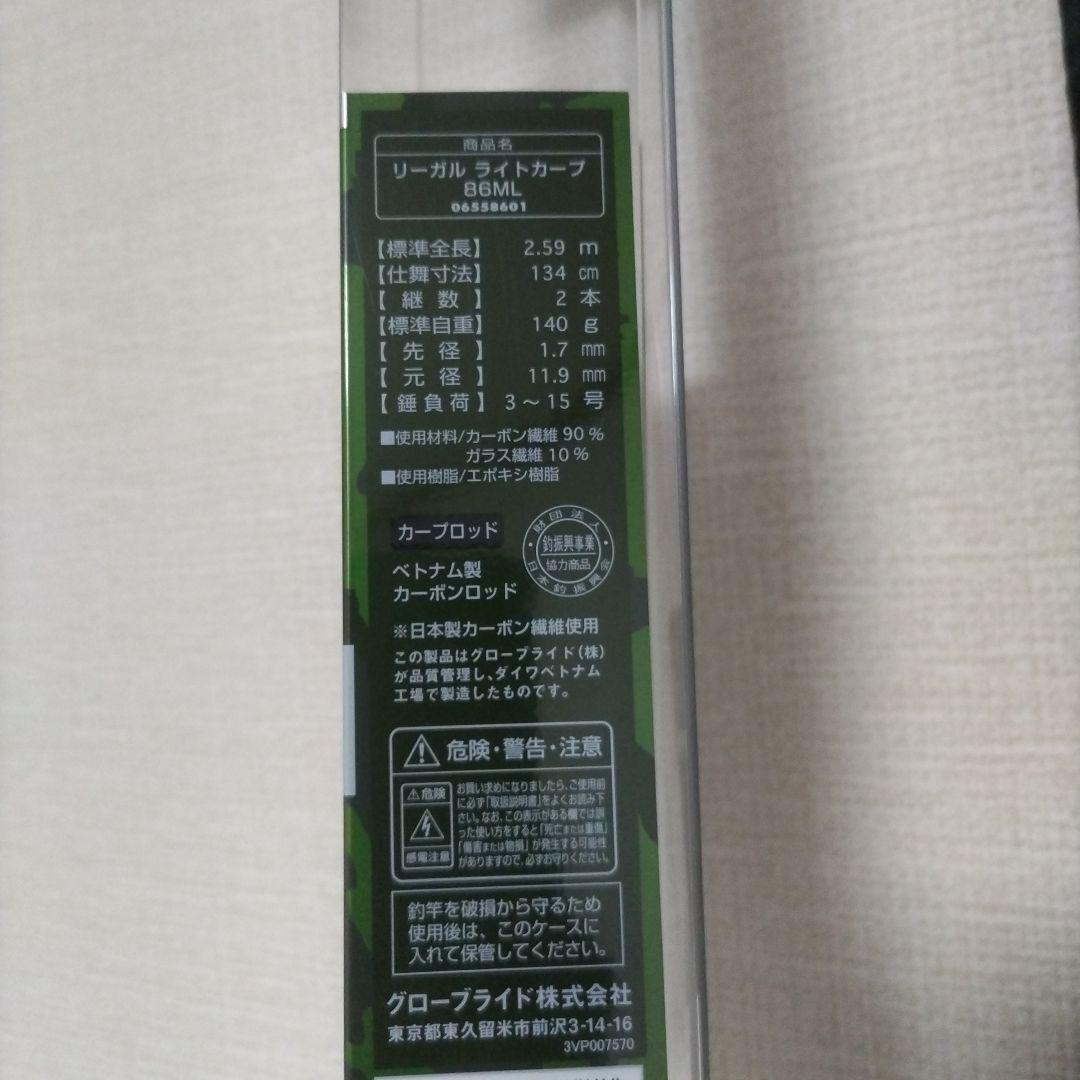 商品名
リーガル ライトカープ
86ML
06558601
【標準全長】 2.59 m
【仕舞寸法】 134 cm
【継数】 2 本
【標準自重】 140 g
【先径】 1.7 mm
【元径】 11.9 mm
【錘負荷】 3～15 号
■使用材料/カーボン繊維 90%
ガラス繊維 10%
■使用樹脂/エポキシ樹脂
カープロッド
財団法人
釣振興事業
協力商品
日本釣振興会
ベトナム製
カーボンロッド
※日本製カーボン繊維使用
この製品はグローブライド(株)
が品質管理し、ダイワベトナム
工場で製造したものです。
危険・警告・注意
危険
感電注意
お買い求めになりましたら、ご使用前
に必ず「取扱説明書」をよくお読み下
さい。なお、この表示がある欄では誤
った使い方をすると「死亡または重傷」
「傷害または物損」が発生する可能性
がありますので、必ずお守りください。
釣竿を破損から守るため
使用後は、このケースに
入れて保管してください。
グローブライド株式会社
東京都東久留米市前沢3-14-16
3VP007570